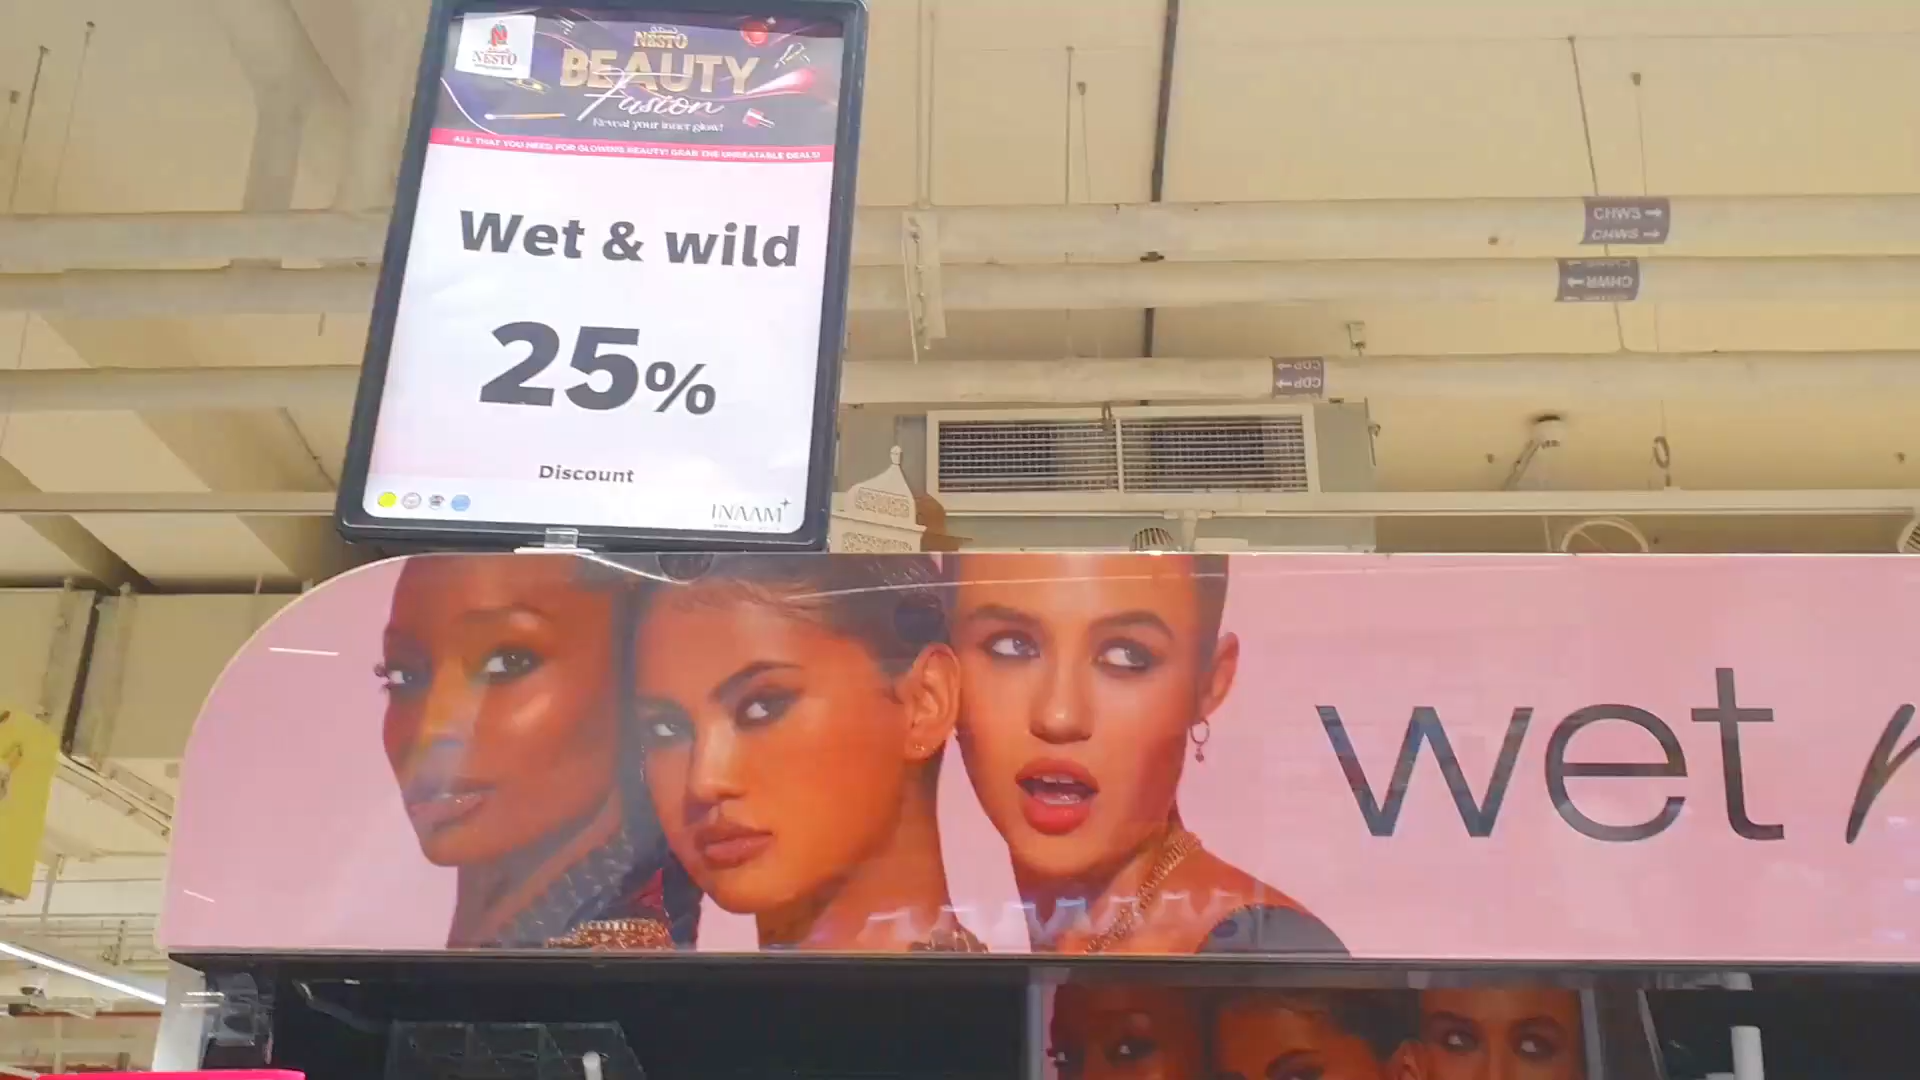 NESTO
NESTO
BEAUTY
Fusion
Reveal your inner glow!
ALL THAT YOU NEED FOR GLOWING BEAUTY! GRAB THE UNBEATABLE DEALS!
Wet & wild
25%
Discount
INAAM
CHWS →
CHWS →
← CHWR
← CDP
← CDP
wet n